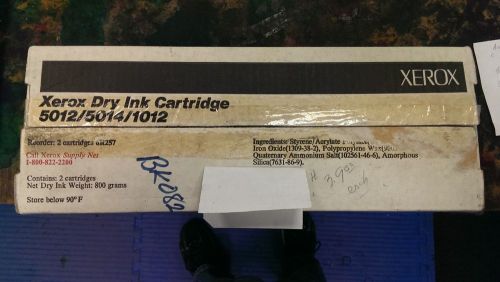 XEROX
Xerox Dry Ink Cartridge
5012/5014/1012
Reorder: 2 cartridges 6R257
Call Xerox Supply Net
1-800-822-2200
Contains: 2 cartridges
Net Dry Ink Weight: 800 grams
Store below 90° F
BK082
Ingredients: Styrene/Acrylate
Iron Oxide(1309-38-2), Polypropylene
Quaternary Ammonium Salt(102561-46-6), Amorphous
Silica(7631-86-9).